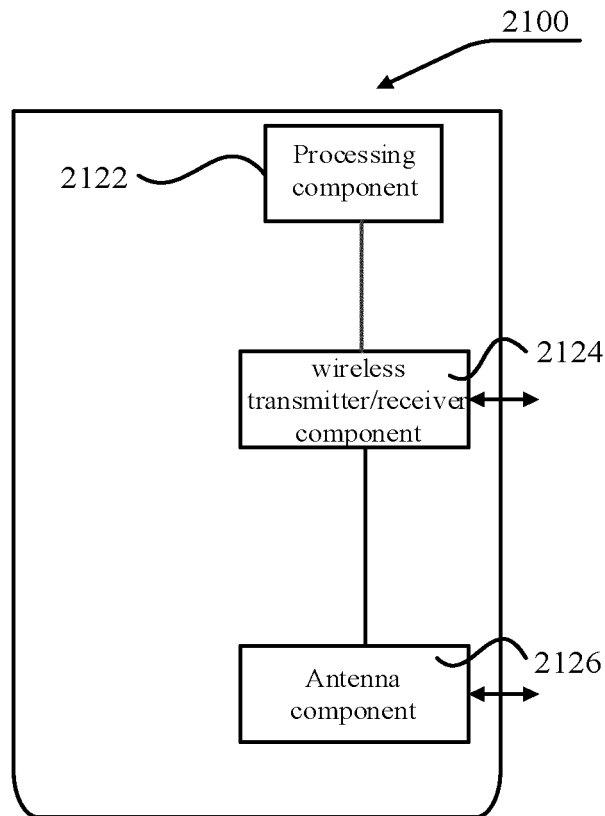 2100
Processing
component
2122
wireless
transmitter/receiver
component
2124
Antenna
component
2126